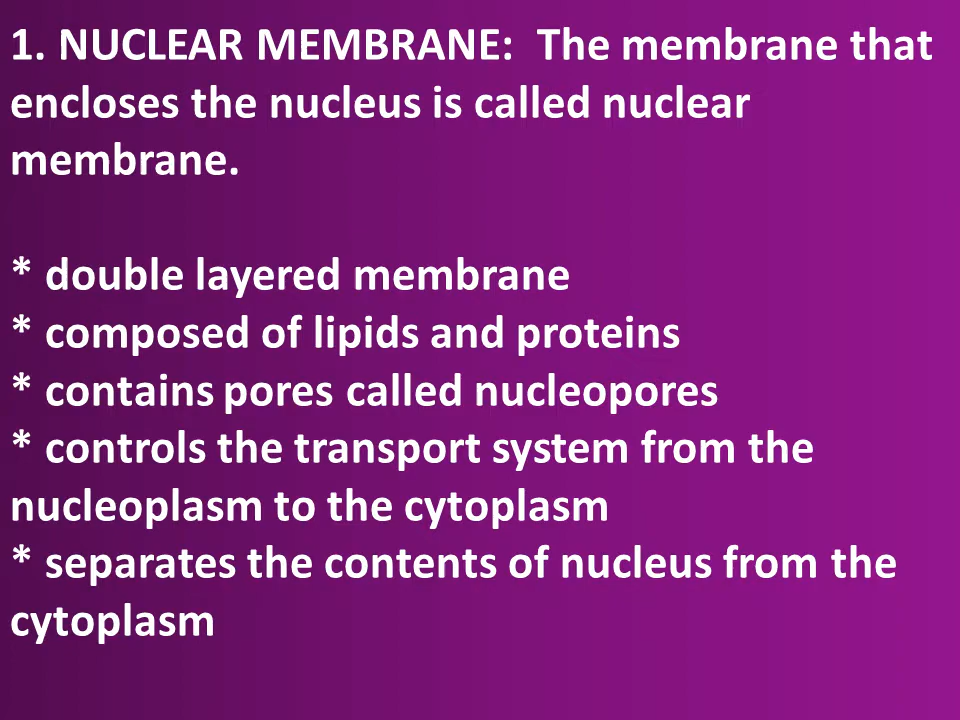 1. NUCLEAR MEMBRANE:  The membrane that
encloses the nucleus is called nuclear
membrane.

* double layered membrane
* composed of lipids and proteins
* contains pores called nucleopores
* controls the transport system from the
nucleoplasm to the cytoplasm
* separates the contents of nucleus from the
cytoplasm